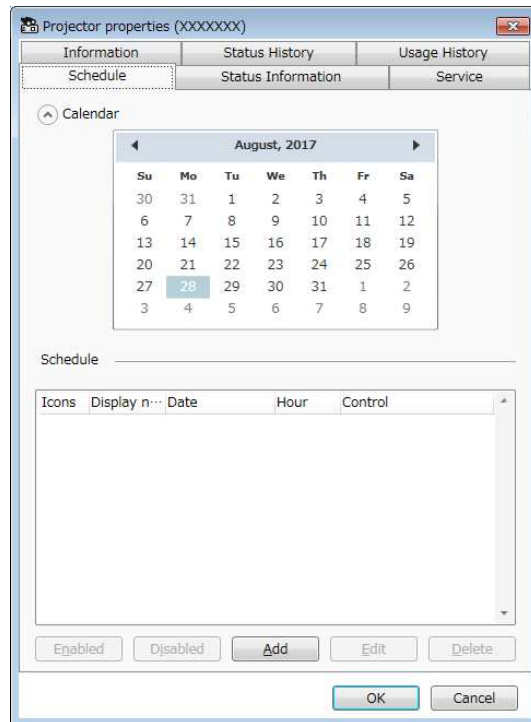 Projector properties (XXXXXXX)
Information Status History Usage History
Schedule Status Information Service
Calendar
August, 2017
Su Mo Tu We Th Fr Sa
30 31 1 2 3 4 5
6 7 8 9 10 11 12
13 14 15 16 17 18 19
20 21 22 23 24 25 26
27 28 29 30 31 1 2
3 4 5 6 7 8 9
Schedule
Icons Display n··· Date Hour Control
Enabled Disabled Add Edit Delete
OK Cancel